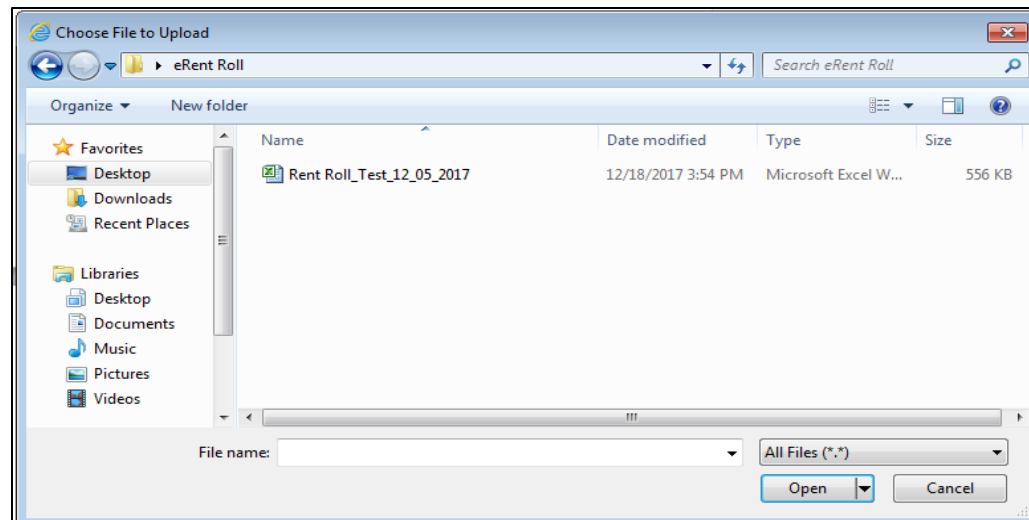 Choose File to Upload
eRent Roll
Search eRent Roll
Organize
New folder
Name
Date modified
Type
Size
Favorites
Desktop
Downloads
Recent Places
Libraries
Desktop
Documents
Music
Pictures
Videos
Rent Roll_Test_12_05_2017
12/18/2017 3:54 PM
Microsoft Excel W...
556 KB
File name:
All Files (*.*)
Open
Cancel